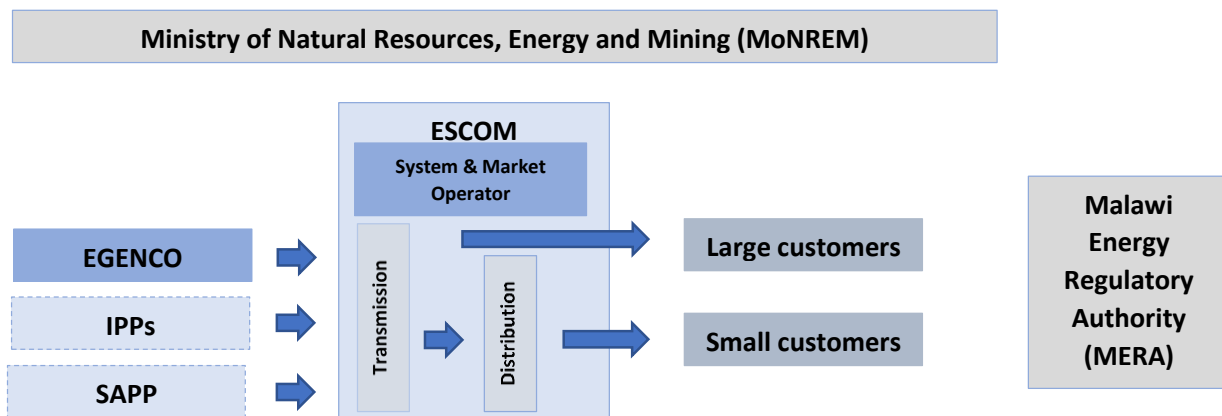 Ministry of Natural Resources, Energy and Mining (MoNREM)
ESCOM
System & Market
Operator
EGENCO
IPPs
SAPP
Transmission
Distribution
Large customers
Small customers
Malawi
Energy
Regulatory
Authority
(MERA)